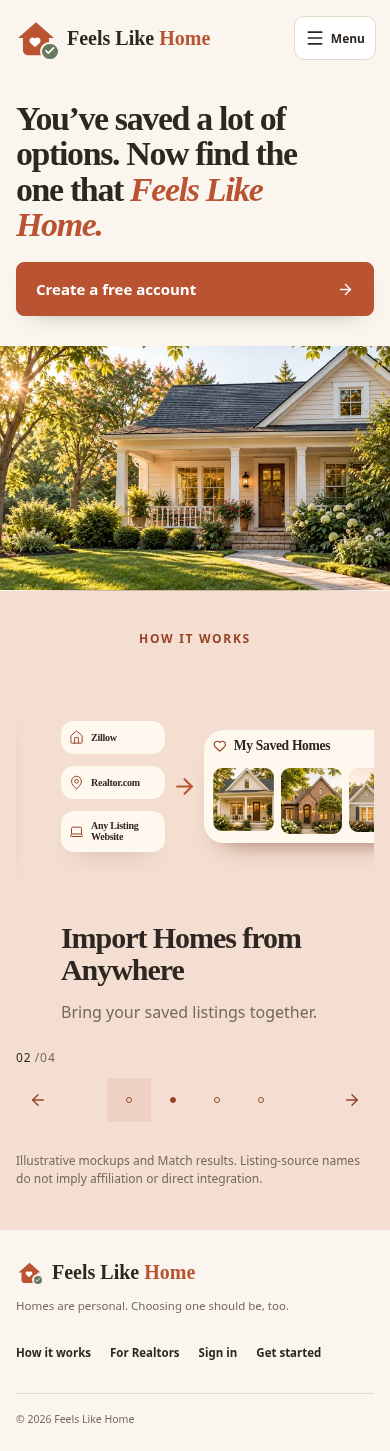 Feels Like Home
Menu
You’ve saved a lot of
options. Now find the
one that Feels Like
Home.
Create a free account
HOW IT WORKS
Zillow
Realtor.com
Any Listing
Website
My Saved Homes
Import Homes from
Anywhere
Bring your saved listings together.
02 /04
Illustrative mockups and Match results. Listing-source names
do not imply affiliation or direct integration.
Feels Like Home
Homes are personal. Choosing one should be, too.
How it works For Realtors Sign in Get started
© 2026 Feels Like Home